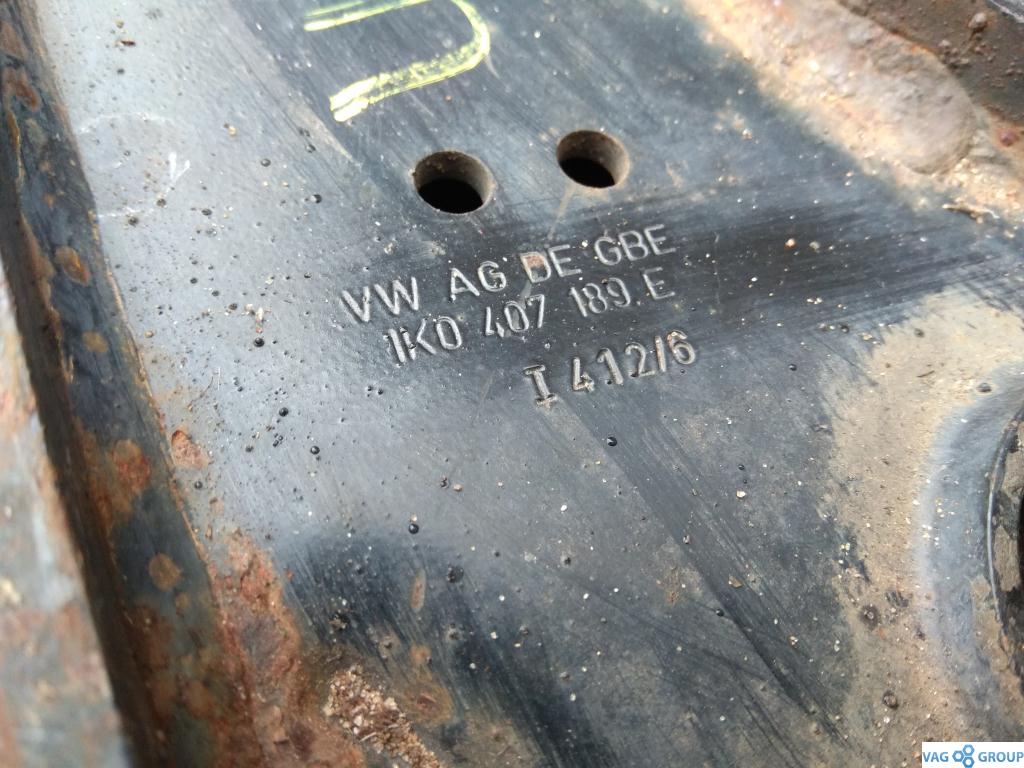 VW AG DE GBE
1K0 407 189 E
I 412/6
VAG GROUP